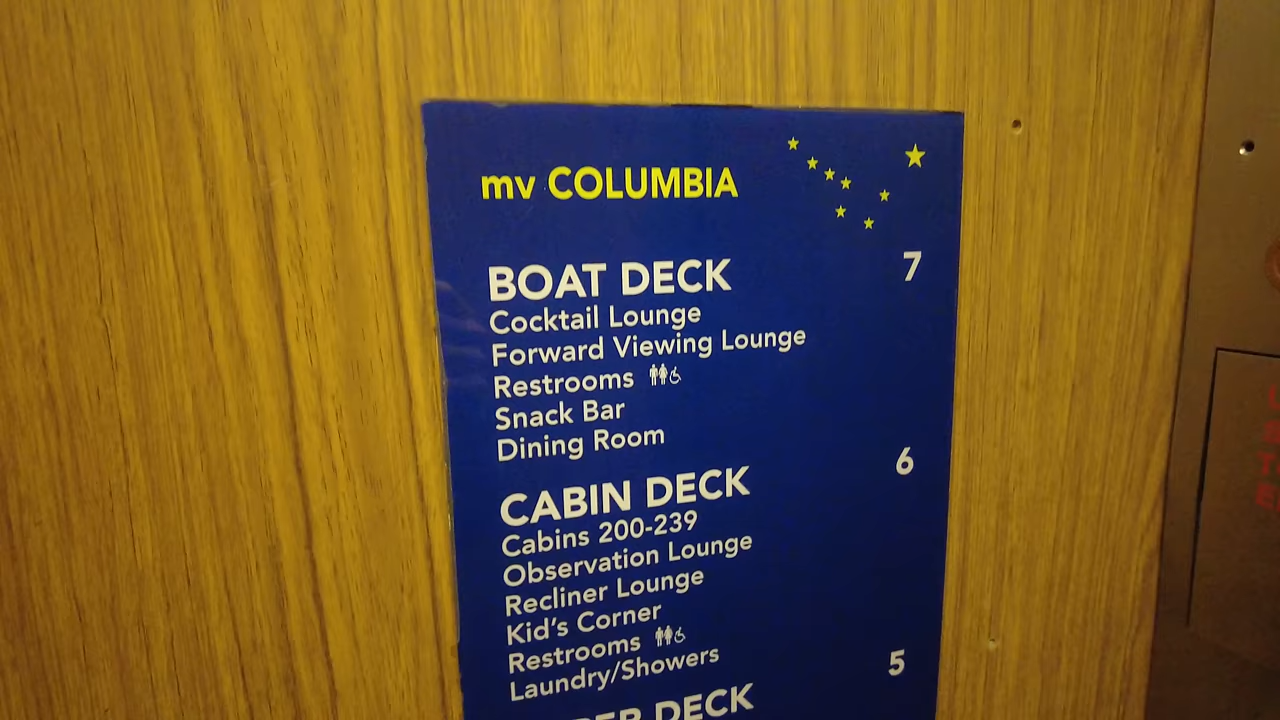 mv COLUMBIA
BOAT DECK 7
Cocktail Lounge
Forward Viewing Lounge
Restrooms
Snack Bar
Dining Room
CABIN DECK 6
Cabins 200-239
Observation Lounge
Recliner Lounge
Kid's Corner
Restrooms
Laundry/Showers
DECK 5